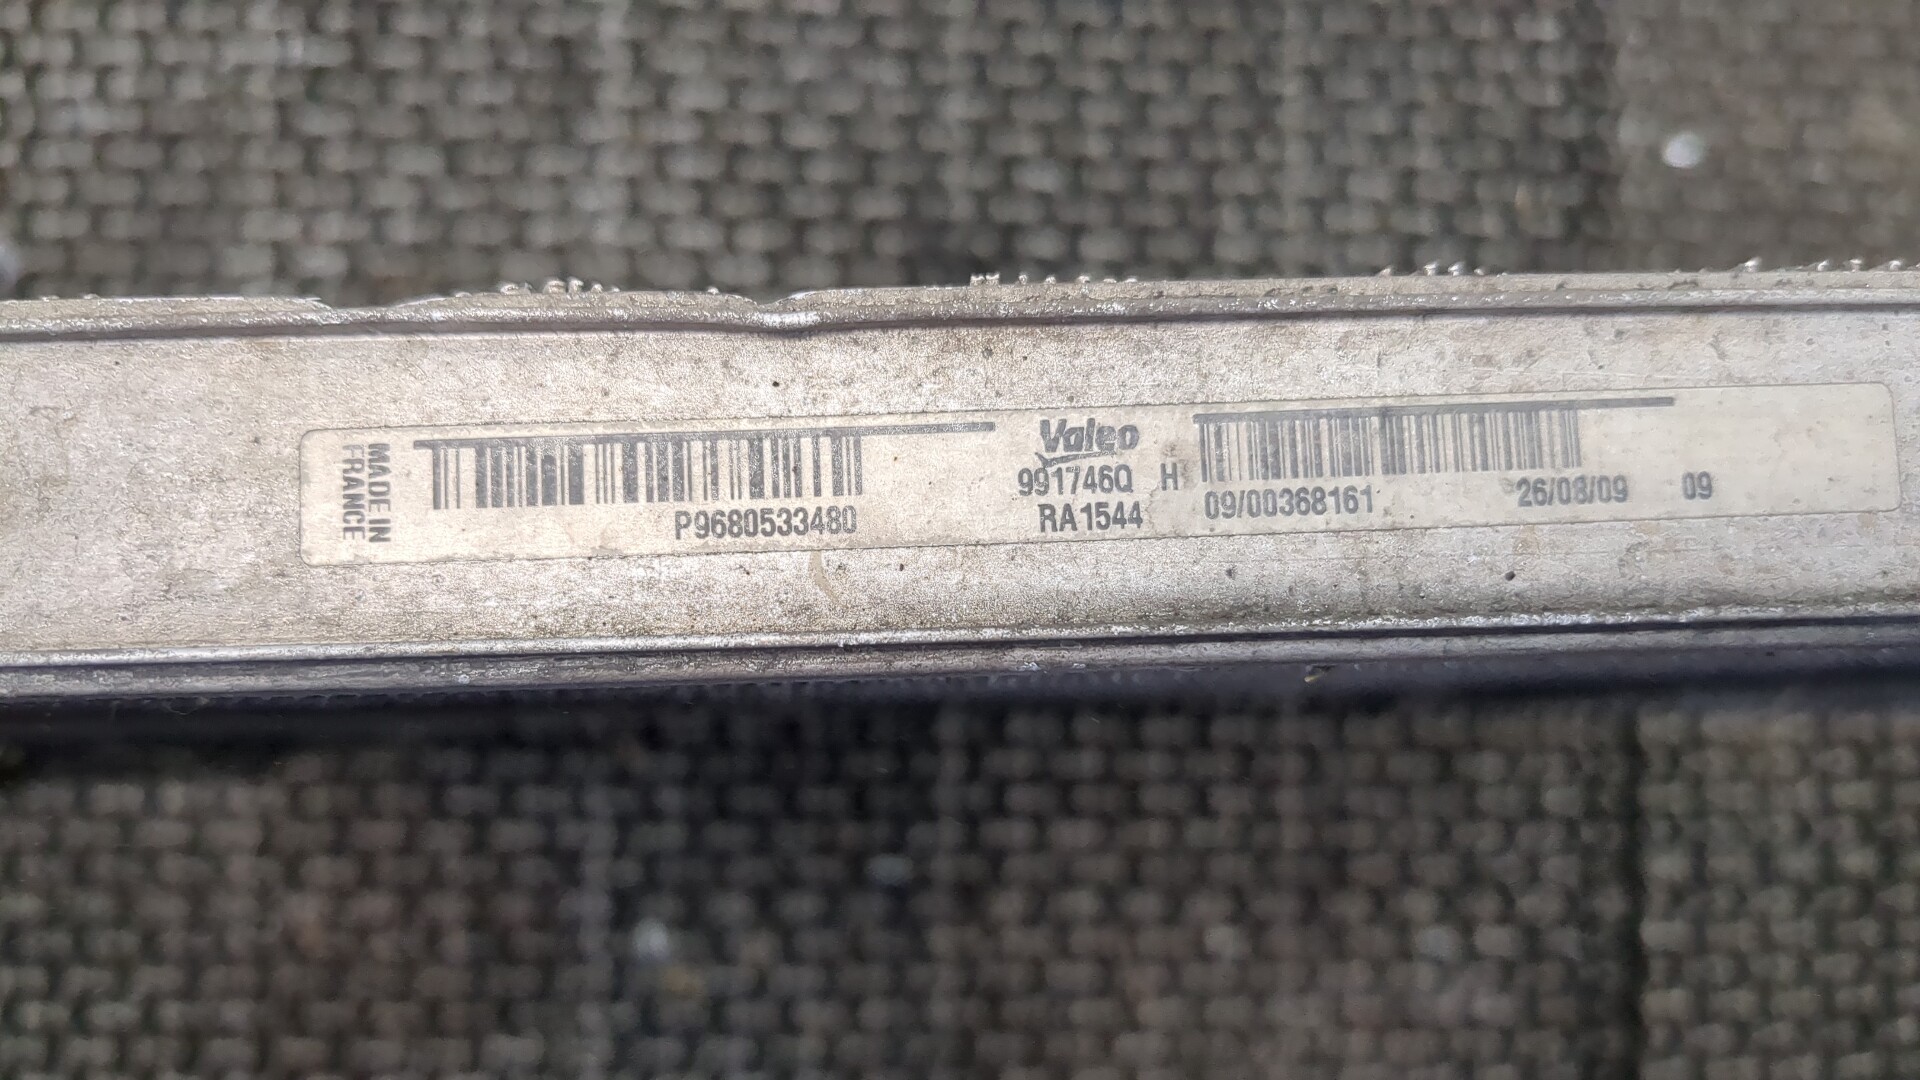 MADE IN
FRANCE
P9680533480
Valeo
991746Q H
RA1544
09/00368161 26/08/09 09